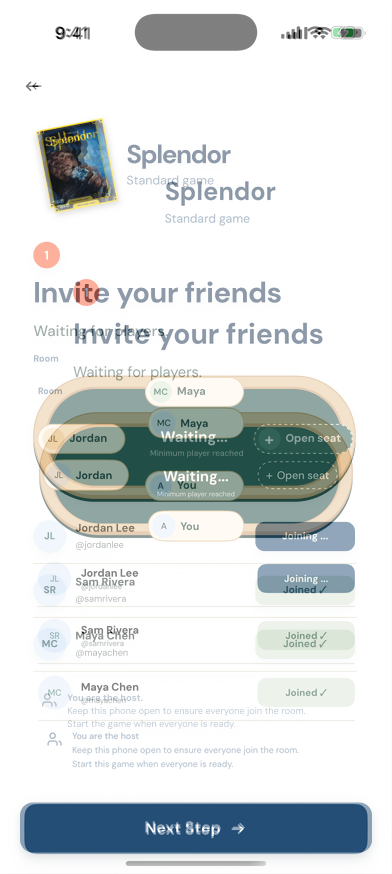 9:41
Splendor
Splendor
Standard game
Splendor
Standard game
1
Invite your friends
Waiting for players.
Invite your friends
Waiting for players.
Room
Room
MC Maya
MC Maya
JL Jordan
Waiting...
+ Open seat
Minimum player reached
JL Jordan
Waiting...
+ Open seat
Minimum player reached
A You
A You
JL
Jordan Lee
@jordanlee
Joining ...
JL
Jordan Lee
@jordanlee
Joining ...
SR
Sam Rivera
@samrivera
Joined ✓
SR
Sam Rivera
@samrivera
Joined ✓
MC
Maya Chen
@mayachen
Joined ✓
MC
Maya Chen
@mayachen
Joined ✓
You are the host.
Keep this phone open to ensure everyone join the room.
Start the game when everyone is ready.
You are the host
Keep this phone open to ensure everyone join the room.
Start this game when everyone is ready.
Next Step →